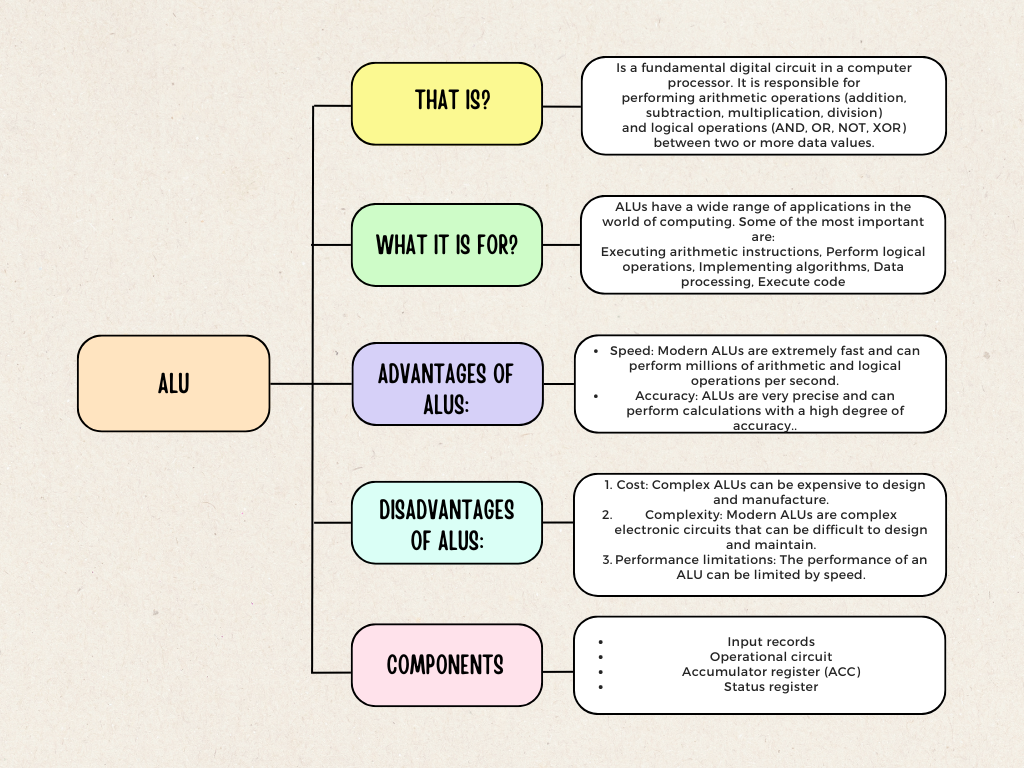 THAT IS?
Is a fundamental digital circuit in a computer
processor. It is responsible for
performing arithmetic operations (addition,
subtraction, multiplication, division)
and logical operations (AND, OR, NOT, XOR)
between two or more data values.
WHAT IT IS FOR?
ALUs have a wide range of applications in the
world of computing. Some of the most important
are:
Executing arithmetic instructions, Perform logical
operations, Implementing algorithms, Data
processing, Execute code
ALU
ADVANTAGES OF
ALUS:
• Speed: Modern ALUs are extremely fast and can
perform millions of arithmetic and logical
operations per second.
• Accuracy: ALUs are very precise and can
perform calculations with a high degree of
accuracy..
DISADVANTAGES
OF ALUS:
1. Cost: Complex ALUs can be expensive to design
and manufacture.
2. Complexity: Modern ALUs are complex
electronic circuits that can be difficult to design
and maintain.
3. Performance limitations: The performance of an
ALU can be limited by speed.
COMPONENTS
• Input records
• Operational circuit
• Accumulator register (ACC)
• Status register